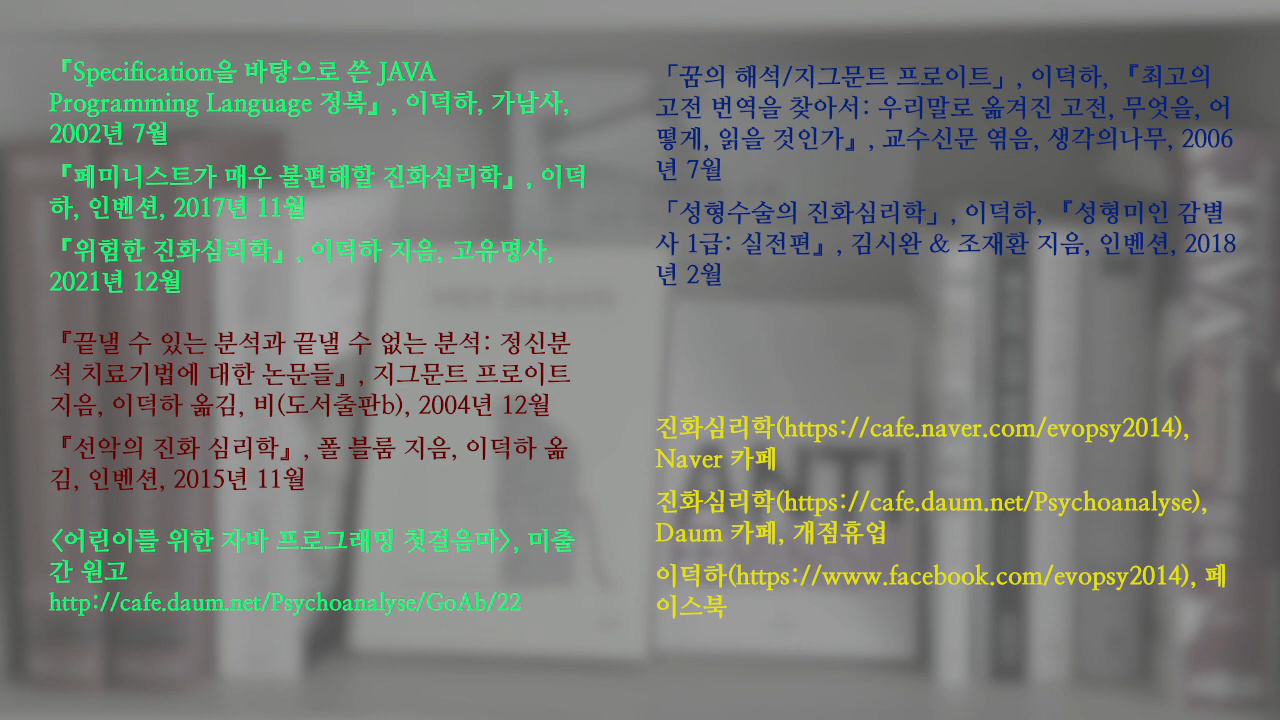 『Specification을 바탕으로 쓴 JAVA
Programming Language 정복』, 이덕하, 가남사,
2002년 7월
『페미니스트가 매우 불편해할 진화심리학』, 이덕
하, 인벤션, 2017년 11월
『위험한 진화심리학』, 이덕하 지음, 고유명사,
2021년 12월
『끝낼 수 있는 분석과 끝낼 수 없는 분석: 정신분
석 치료기법에 대한 논문들』, 지그문트 프로이트
지음, 이덕하 옮김, 비(도서출판b), 2004년 12월
『선악의 진화 심리학』, 폴 블룸 지음, 이덕하 옮
김, 인벤션, 2015년 11월
<어린이를 위한 자바 프로그래밍 첫걸음마>, 미출
간 원고
http://cafe.daum.net/Psychoanalyse/GoAb/22
「꿈의 해석/지그문트 프로이트」, 이덕하, 『최고의
고전 번역을 찾아서: 우리말로 옮겨진 고전, 무엇을, 어
떻게, 읽을 것인가』, 교수신문 엮음, 생각의나무, 2006
년 7월
「성형수술의 진화심리학」, 이덕하, 『성형미인 감별
사 1급: 실전편』, 김시완 & 조재환 지음, 인벤션, 2018
년 2월
진화심리학(https://cafe.naver.com/evopsy2014),
Naver 카페
진화심리학(https://cafe.daum.net/Psychoanalyse),
Daum 카페, 개점휴업
이덕하(https://www.facebook.com/evopsy2014), 페
이스북